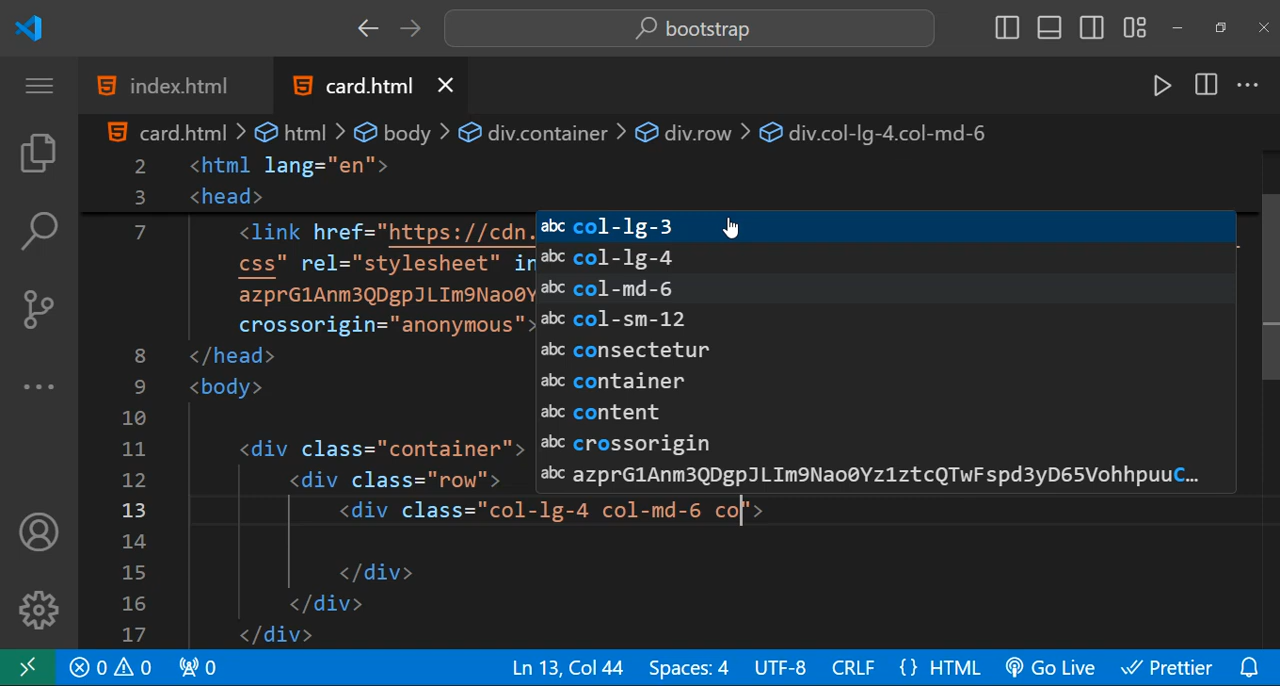 bootstrap
index.html
card.html
card.html > html > body > div.container > div.row > div.col-lg-4.col-md-6
2 <html lang="en">
3 <head>
7 <link href="https://cdn.
css" rel="stylesheet" in
azprG1Anm3QDgpJLIm9Nao0Y
crossorigin="anonymous">
8 </head>
9 <body>
10
11 <div class="container">
12 <div class="row">
13 <div class="col-lg-4 col-md-6 co">
14
15 </div>
16 </div>
17 </div>
abc col-lg-3
abc col-lg-4
abc col-md-6
abc col-sm-12
abc consectetur
abc container
abc content
abc crossorigin
abc azprG1Anm3QDgpJLIm9Nao0Yz1ztcQTwFspd3yD65VohhpuuC…
0 0 0 Ln 13, Col 44 Spaces: 4 UTF-8 CRLF {} HTML Go Live Prettier